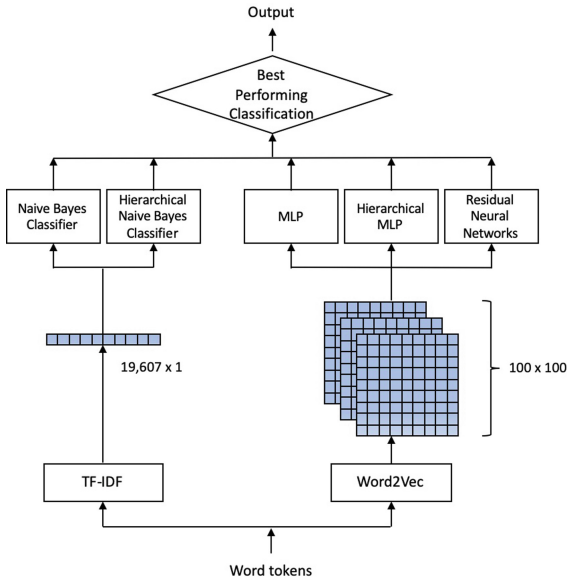 Output
Best
Performing
Classification
Naive Bayes
Classifier
Hierarchical
Naive Bayes
Classifier
MLP
Hierarchical
MLP
Residual
Neural
Networks
19,607 x 1
100 x 100
TF-IDF
Word2Vec
Word tokens